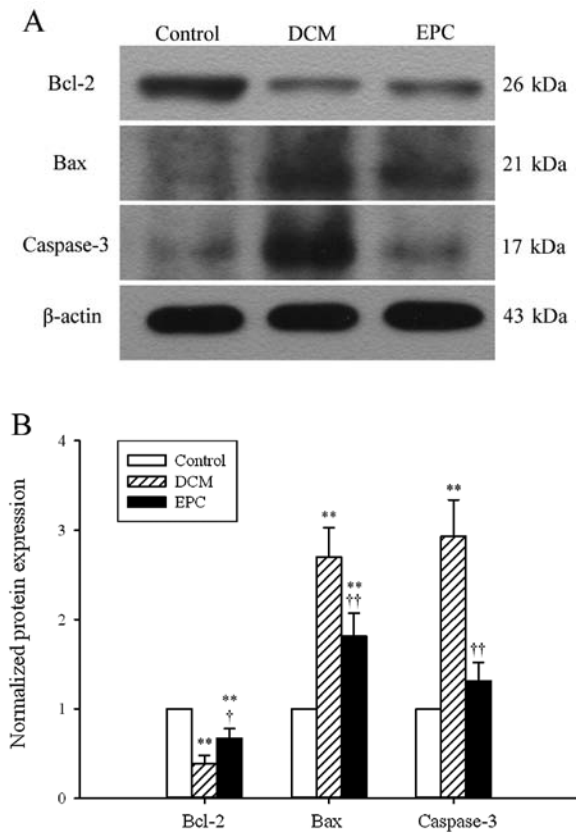 A
Control DCM EPC
Bcl-2 26 kDa
Bax 21 kDa
Caspase-3 17 kDa
β-actin 43 kDa
B
Normalized protein expression
4
3
2
1
0
Control
DCM
EPC
**
**
†
**
**
††
**
††
Bcl-2 Bax Caspase-3